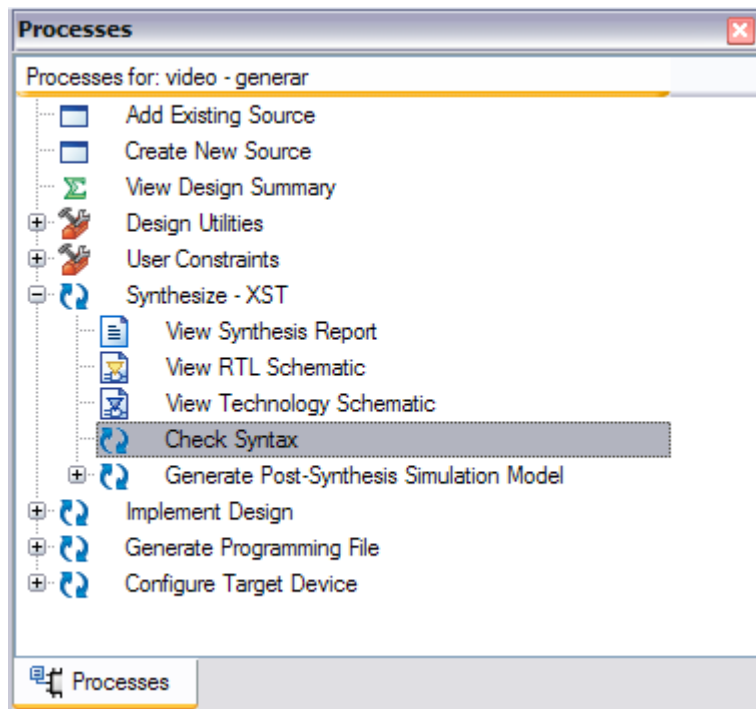 Processes
Processes for: video - generar
Add Existing Source
Create New Source
View Design Summary
Design Utilities
User Constraints
Synthesize - XST
View Synthesis Report
View RTL Schematic
View Technology Schematic
Check Syntax
Generate Post-Synthesis Simulation Model
Implement Design
Generate Programming File
Configure Target Device
Processes